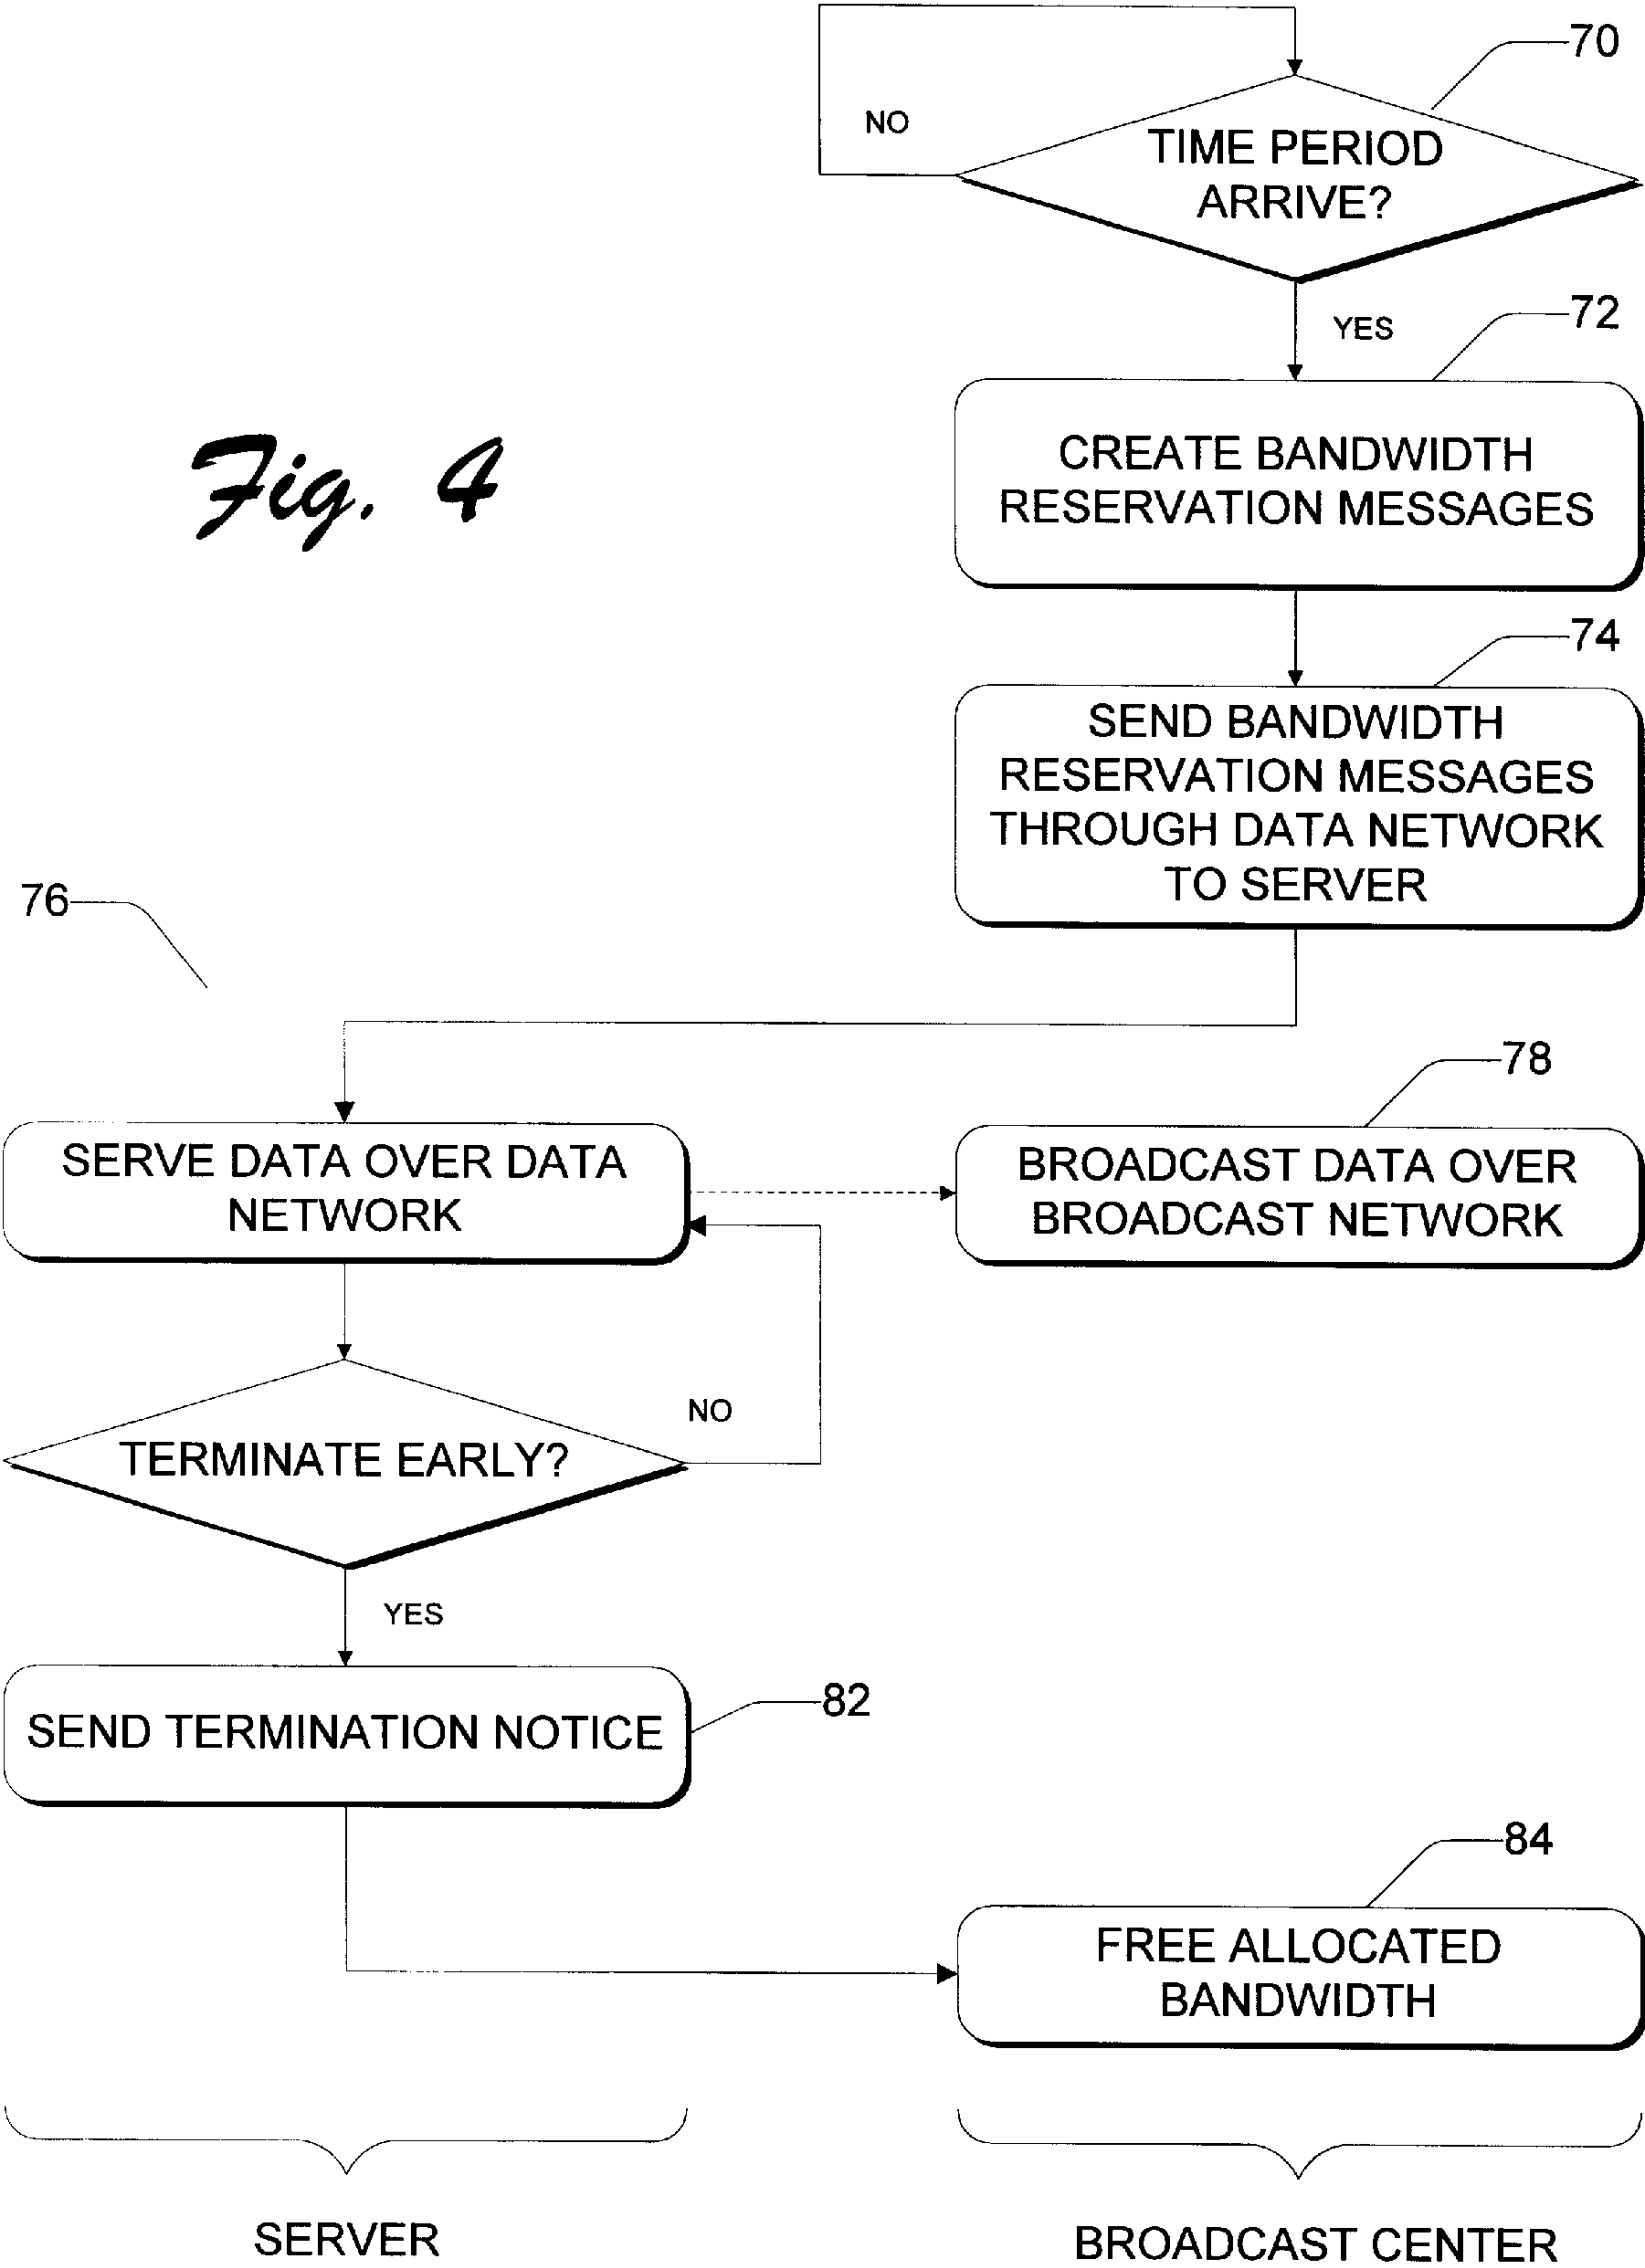 70
NO
TIME PERIOD
ARRIVE?
YES
72
Fig. 4
CREATE BANDWIDTH
RESERVATION MESSAGES
74
SEND BANDWIDTH
RESERVATION MESSAGES
THROUGH DATA NETWORK
TO SERVER
76
78
SERVE DATA OVER DATA
NETWORK
BROADCAST DATA OVER
BROADCAST NETWORK
NO
TERMINATE EARLY?
YES
82
SEND TERMINATION NOTICE
84
FREE ALLOCATED
BANDWIDTH
SERVER
BROADCAST CENTER